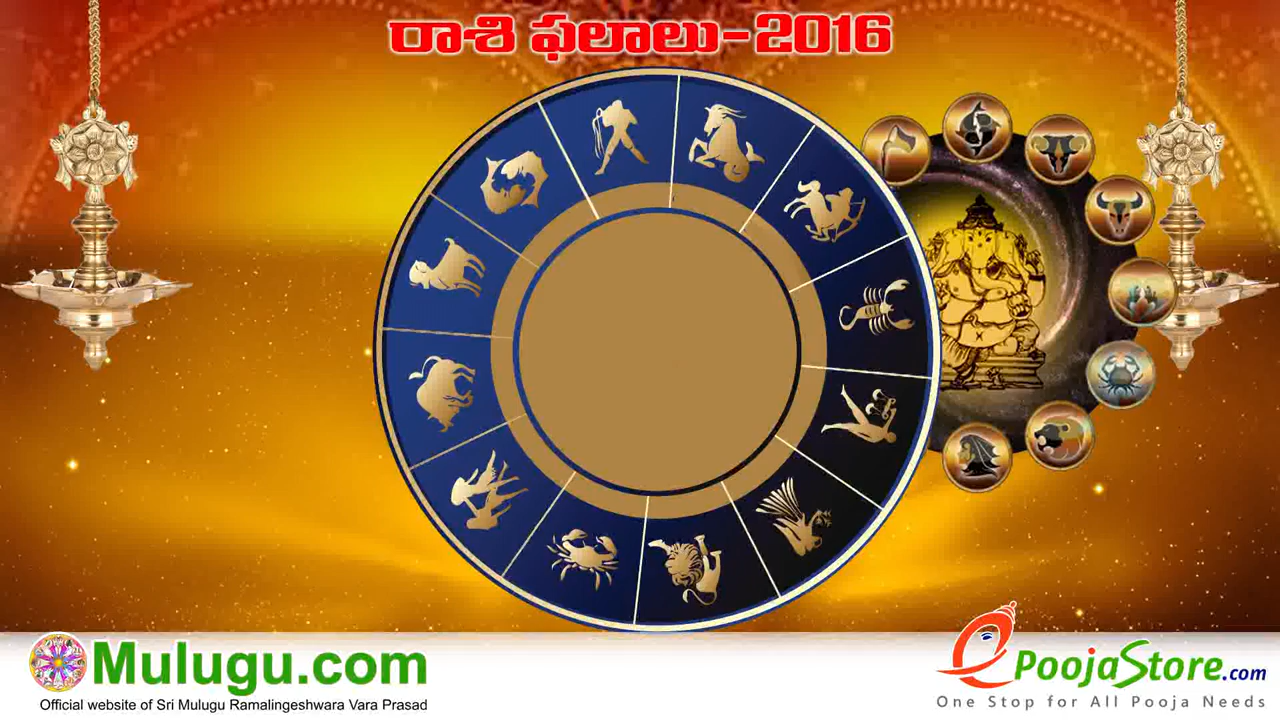 రాశి ఫలాలు-2016
Mulugu.com
Official website of Sri Mulugu Ramalingeshwara Vara Prasad
ePoojaStore.com
One Stop for All Pooja Needs